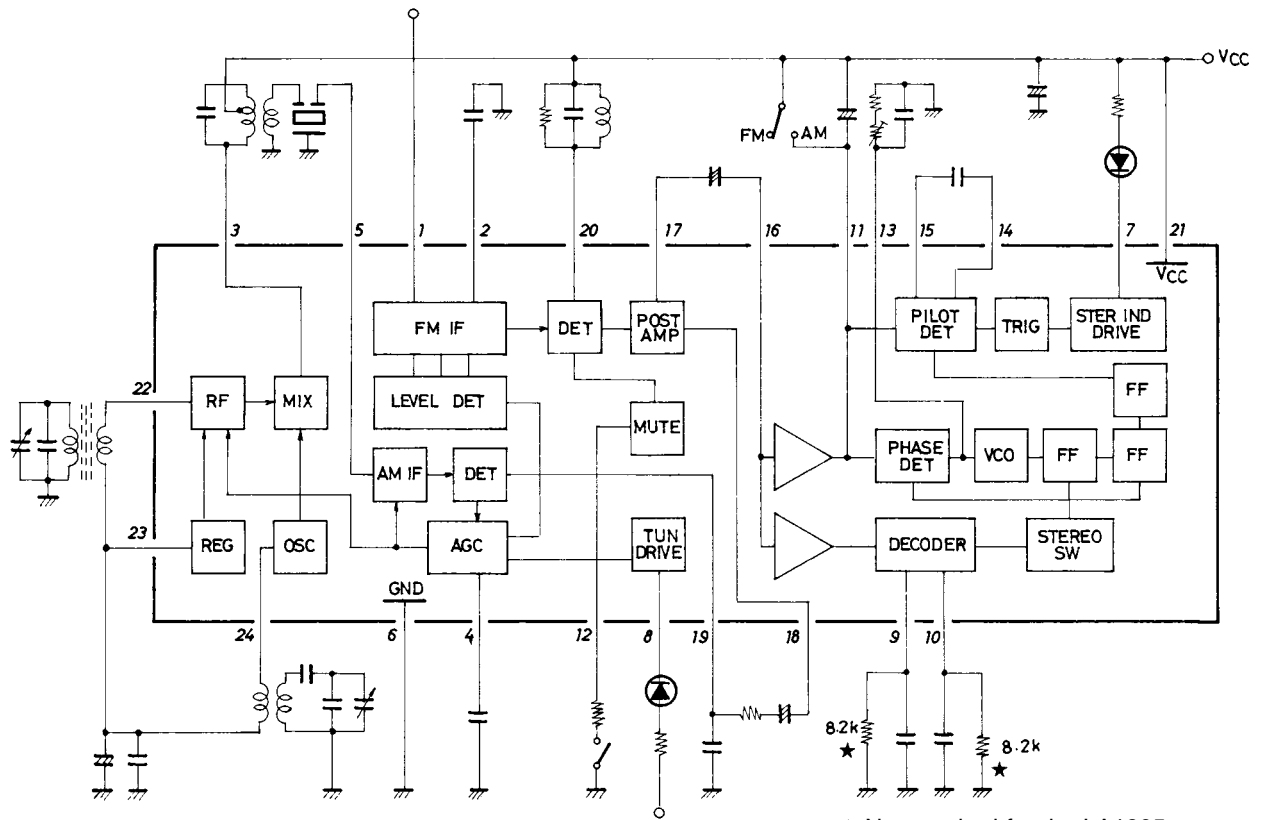 VCC
FM
AM
3
5
1
2
20
17
16
11
13
15
14
7
21
VCC
FM IF
DET
POST
AMP
PILOT
DET
TRIG
STER IND
DRIVE
22
RF
MIX
LEVEL DET
MUTE
FF
AM IF
DET
PHASE
DET
VCO
FF
FF
23
REG
OSC
AGC
TUN
DRIVE
DECODER
STEREO
SW
GND
24
6
4
12
8
19
18
9
10
8.2k
★
8.2k
★